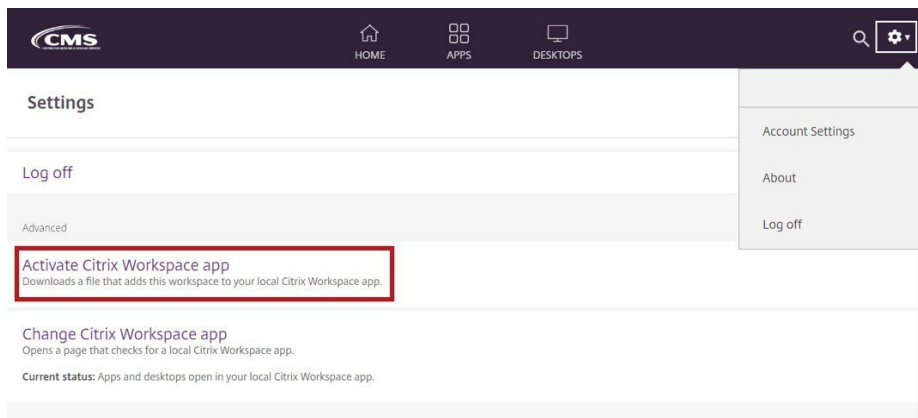 CMS
HOME
APPS
DESKTOPS
Settings
Account Settings
About
Log off
Log off
Advanced
Activate Citrix Workspace app
Downloads a file that adds this workspace to your local Citrix Workspace app.
Change Citrix Workspace app
Opens a page that checks for a local Citrix Workspace app.
Current status: Apps and desktops open in your local Citrix Workspace app.